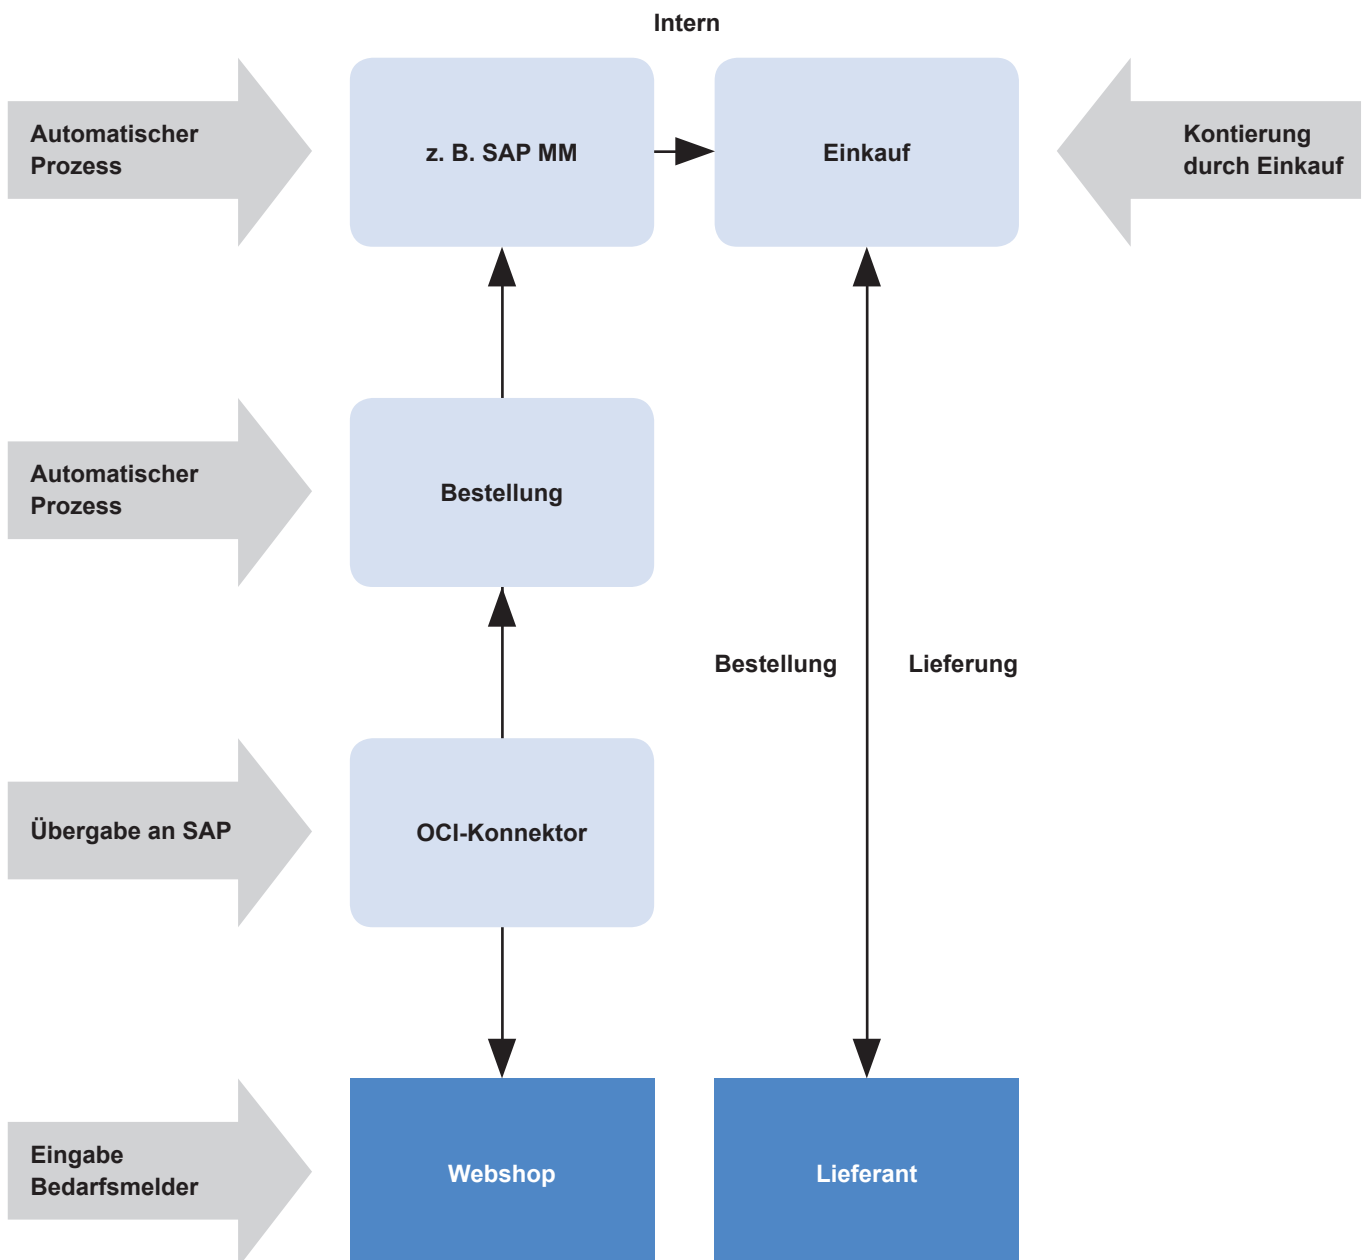 Intern
Automatischer
Prozess
z. B. SAP MM
Einkauf
Kontierung
durch Einkauf
Automatischer
Prozess
Bestellung
Bestellung
Lieferung
Übergabe an SAP
OCI-Konnektor
Eingabe
Bedarfsmelder
Webshop
Lieferant